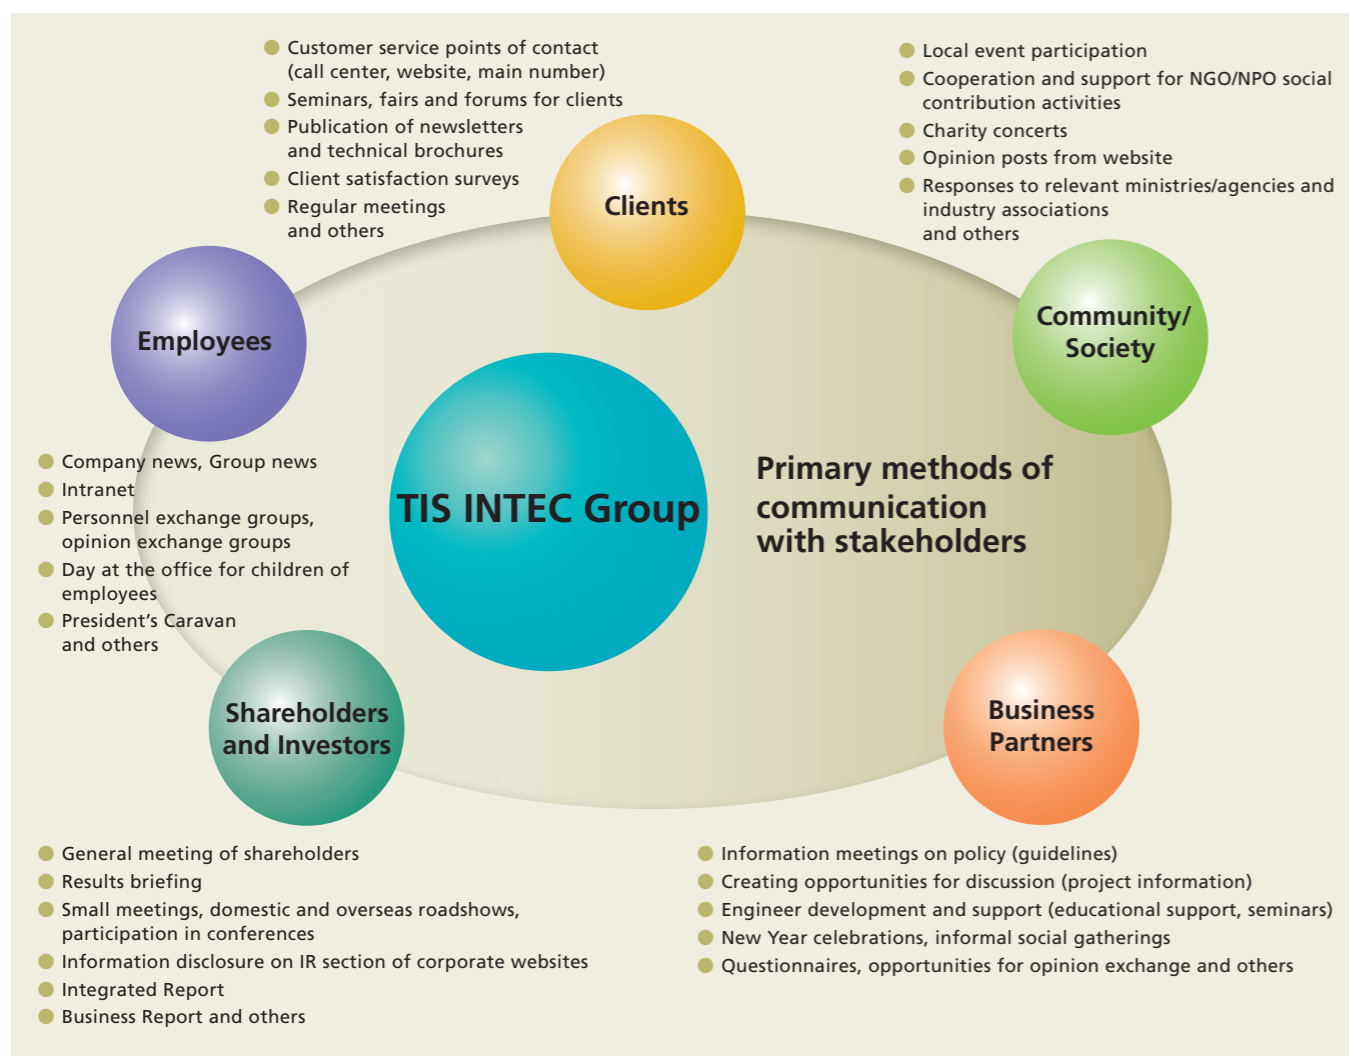 ● Customer service points of contact
(call center, website, main number)
● Seminars, fairs and forums for clients
● Publication of newsletters
and technical brochures
● Client satisfaction surveys
● Regular meetings
and others
● Local event participation
● Cooperation and support for NGO/NPO social
contribution activities
● Charity concerts
● Opinion posts from website
● Responses to relevant ministries/agencies and
industry associations
and others
Clients
Employees
Community/
Society
● Company news, Group news
● Intranet
● Personnel exchange groups,
opinion exchange groups
● Day at the office for children of
employees
● President’s Caravan
and others
TIS INTEC Group
Primary methods of
communication
with stakeholders
Shareholders
and Investors
Business
Partners
● General meeting of shareholders
● Results briefing
● Small meetings, domestic and overseas roadshows,
participation in conferences
● Information disclosure on IR section of corporate websites
● Integrated Report
● Business Report and others
● Information meetings on policy (guidelines)
● Creating opportunities for discussion (project information)
● Engineer development and support (educational support, seminars)
● New Year celebrations, informal social gatherings
● Questionnaires, opportunities for opinion exchange and others